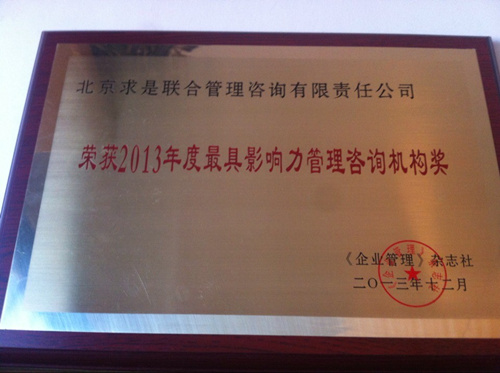 北京求是联合管理咨询有限责任公司
荣获2013年度最具影响力管理咨询机构奖
《企业管理》杂志社
二〇一三年十二月